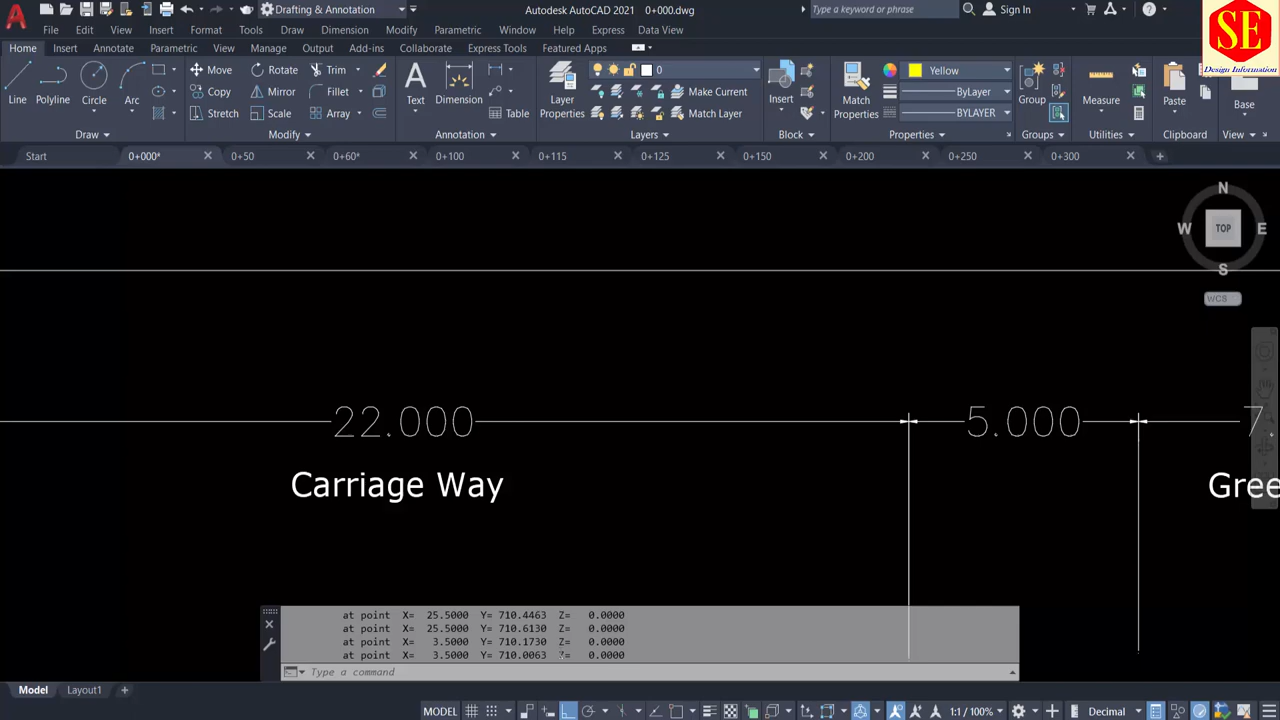 Drafting & Annotation
Autodesk AutoCAD 2021 0+000.dwg
Type a keyword or phrase
Sign In
SE
Design Information
File Edit View Insert Format Tools Draw Dimension Modify Parametric Window Help Express Data View
Home Insert Annotate Parametric View Manage Output Add-ins Collaborate Express Tools Featured Apps
Line Polyline Circle Arc
Move Rotate Trim
Copy Mirror Fillet
Stretch Scale Array
Text Dimension Table
Layer Properties
0
Make Current
Match Layer
Insert
Match Properties
Yellow
ByLayer
BYLAYER
Group
Measure
Paste
Base
Draw Modify Annotation Layers Block Properties Groups Utilities Clipboard View
Start 0+000* 0+50 0+60* 0+100 0+115 0+125 0+150 0+200 0+250 0+300
N
W TOP E
S
WCS
22.000 5.000 7.
Carriage Way Gree
at point X= 25.5000 Y= 710.4463 Z= 0.0000
at point X= 25.5000 Y= 710.6130 Z= 0.0000
at point X= 3.5000 Y= 710.1730 Z= 0.0000
at point X= 3.5000 Y= 710.0063 Z= 0.0000
Type a command
Model Layout1
MODEL 1:1 / 100% Decimal